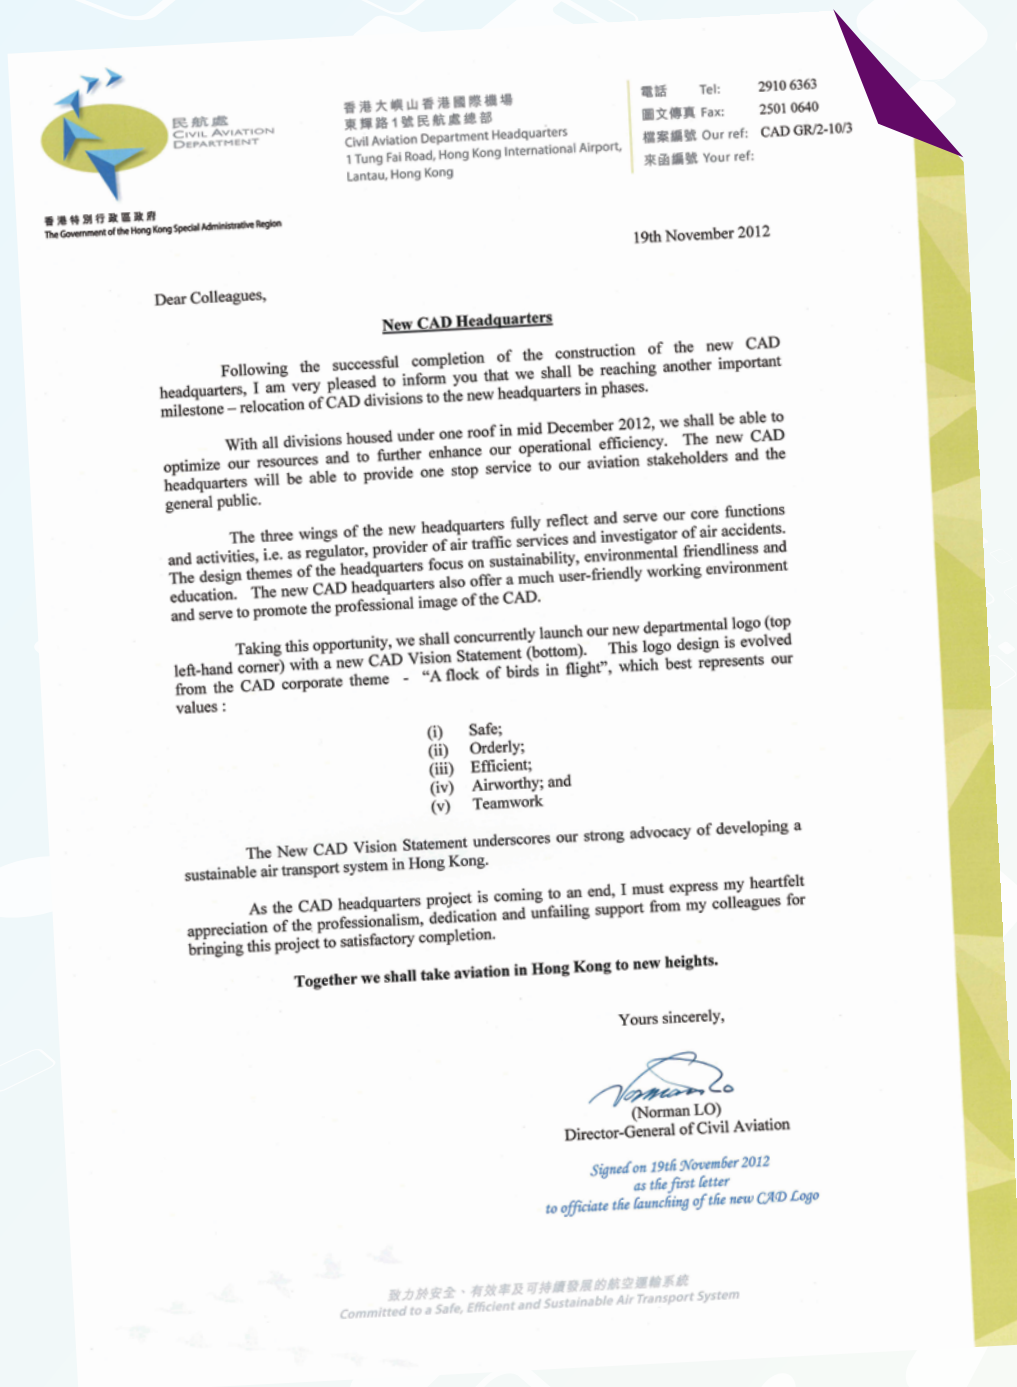 民航處
CIVIL AVIATION
DEPARTMENT
香港特別行政區政府
The Government of the Hong Kong Special Administrative Region
香港大嶼山香港國際機場
東輝路1號民航處總部
Civil Aviation Department Headquarters
1 Tung Fai Road, Hong Kong International Airport,
Lantau, Hong Kong
電話 Tel: 2910 6363
圖文傳真 Fax: 2501 0640
檔案編號 Our ref: CAD GR/2-10/3
來函編號 Your ref:
19th November 2012
Dear Colleagues,
New CAD Headquarters
Following the successful completion of the construction of the new CAD
headquarters, I am very pleased to inform you that we shall be reaching another important
milestone – relocation of CAD divisions to the new headquarters in phases.
With all divisions housed under one roof in mid December 2012, we shall be able to
optimize our resources and to further enhance our operational efficiency. The new CAD
headquarters will be able to provide one stop service to our aviation stakeholders and the
general public.
The three wings of the new headquarters fully reflect and serve our core functions
and activities, i.e. as regulator, provider of air traffic services and investigator of air accidents.
The design themes of the headquarters focus on sustainability, environmental friendliness and
education. The new CAD headquarters also offer a much user-friendly working environment
and serve to promote the professional image of the CAD.
Taking this opportunity, we shall concurrently launch our new departmental logo (top
left-hand corner) with a new CAD Vision Statement (bottom). This logo design is evolved
from the CAD corporate theme - “A flock of birds in flight”, which best represents our
values :
(i) Safe;
(ii) Orderly;
(iii) Efficient;
(iv) Airworthy; and
(v) Teamwork
The New CAD Vision Statement underscores our strong advocacy of developing a
sustainable air transport system in Hong Kong.
As the CAD headquarters project is coming to an end, I must express my heartfelt
appreciation of the professionalism, dedication and unfailing support from my colleagues for
bringing this project to satisfactory completion.
Together we shall take aviation in Hong Kong to new heights.
Yours sincerely,
Norman Lo
(Norman LO)
Director-General of Civil Aviation
Signed on 19th November 2012
as the first letter
to officiate the launching of the new CAD Logo
致力於安全、有效率及可持續發展的航空運輸系統
Committed to a Safe, Efficient and Sustainable Air Transport System